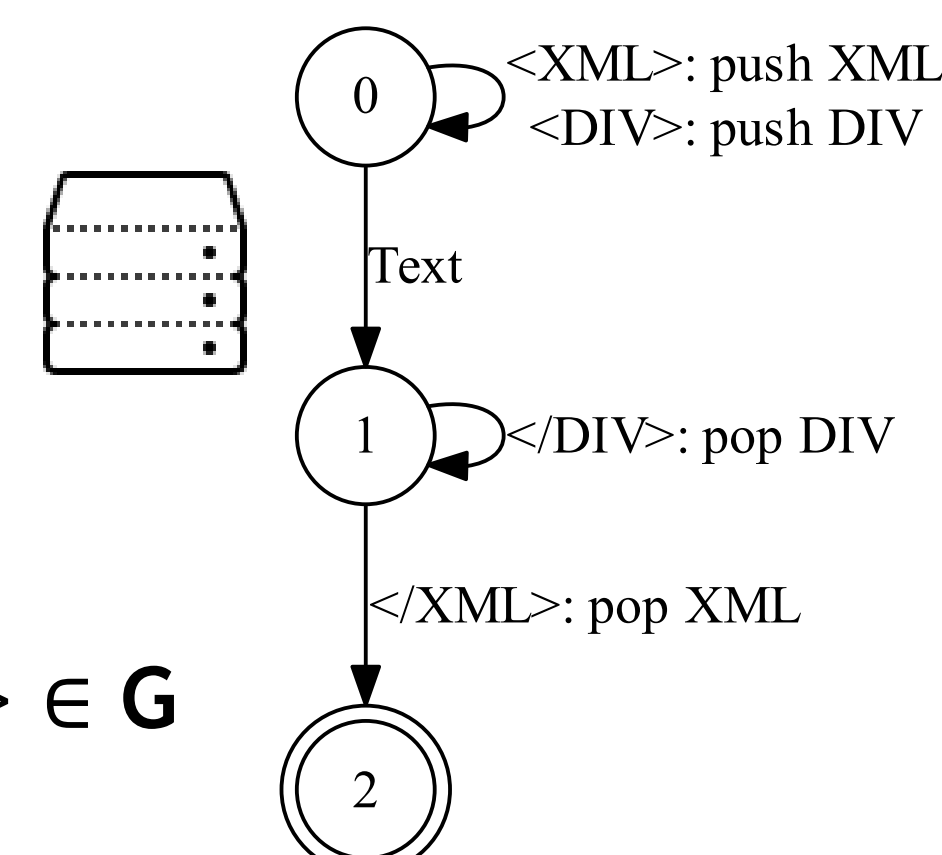 0
<XML>: push XML
<DIV>: push DIV
Text
1
</DIV>: pop DIV
</XML>: pop XML
> ∈ G
2